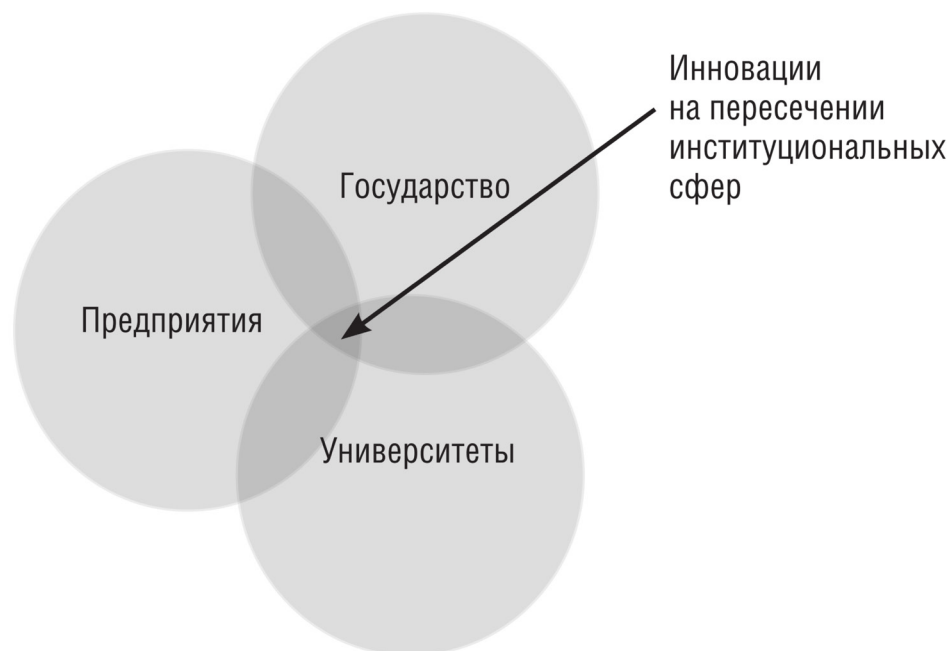 Инновации
на пересечении
институциональных
сфер
Государство
Предприятия
Университеты